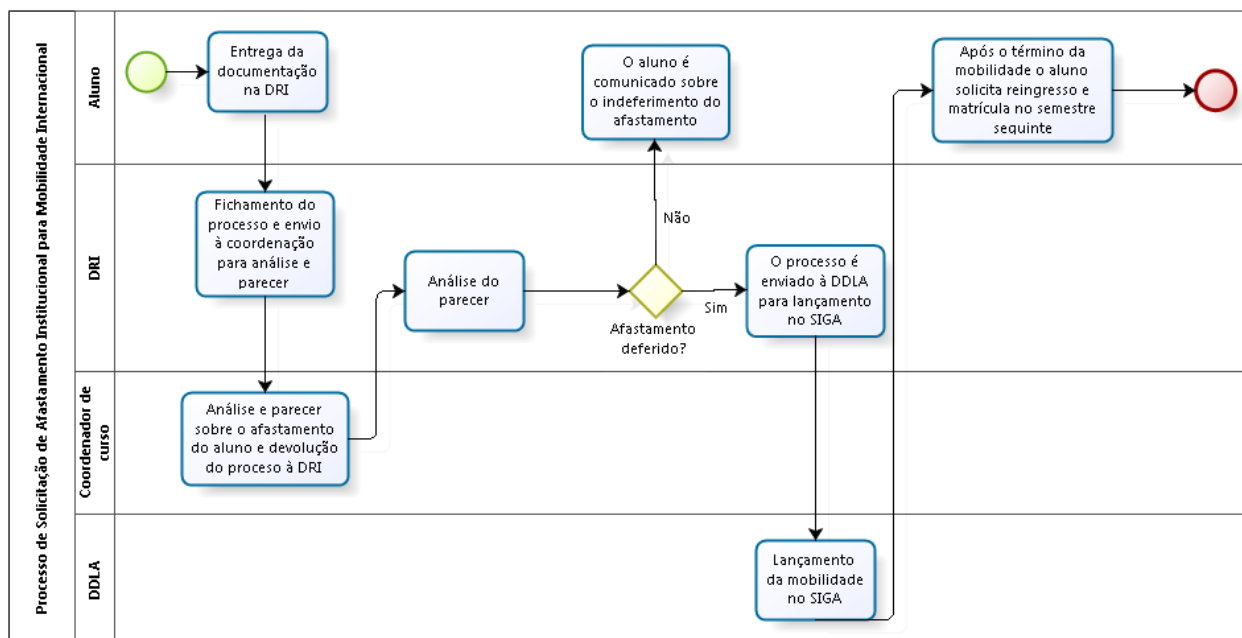 Processo de Solicitação de Afastamento Institucional para Mobilidade Internacional
Aluno
Entrega da
documentação
na DRI
O aluno é
comunicado sobre
o indeferimento do
afastamento
Após o término da
mobilidade o aluno
solicita reingresso e
matrícula no semestre
sequinte
DRI
Fichamento do
processo e envio
à coordenação
para análise e
parecer
Análise do
parecer
Não
Afastamento
deferido?
Sim
O processo é
enviado à DDLA
para lançamento
no SIGA
Coordenador de
curso
Análise e parecer
sobre o afastamento
do aluno e devolução
do proceso à DRI
DDLA
Lançamento
da mobilidade
no SIGA